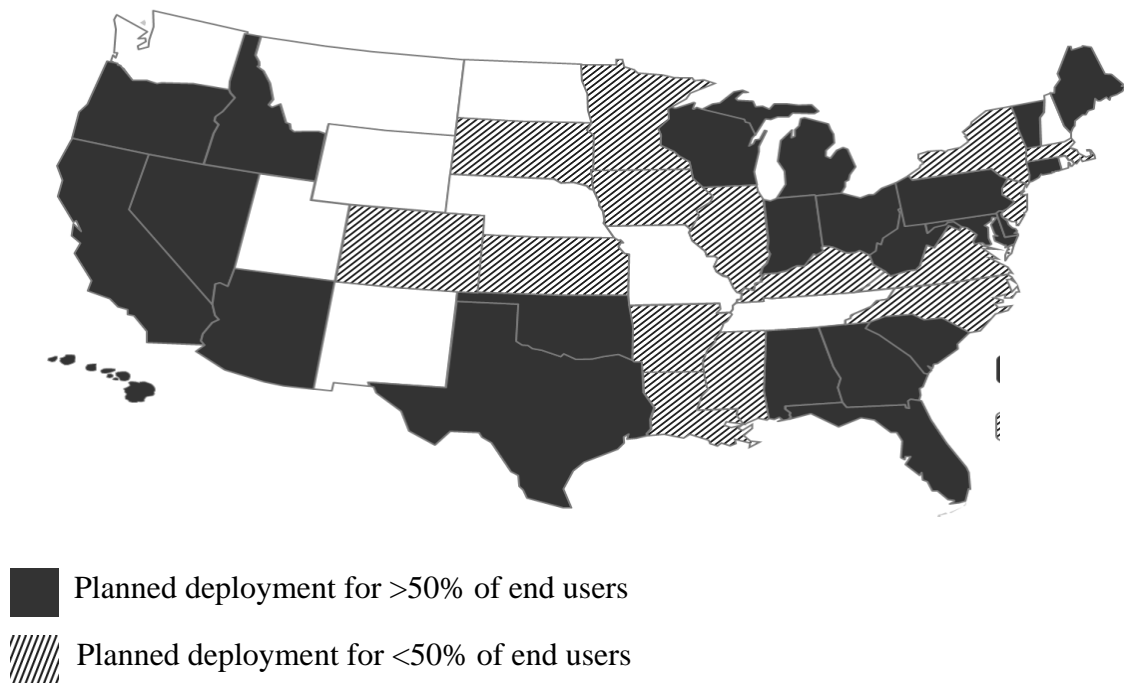 Planned deployment for >50% of end users
Planned deployment for <50% of end users